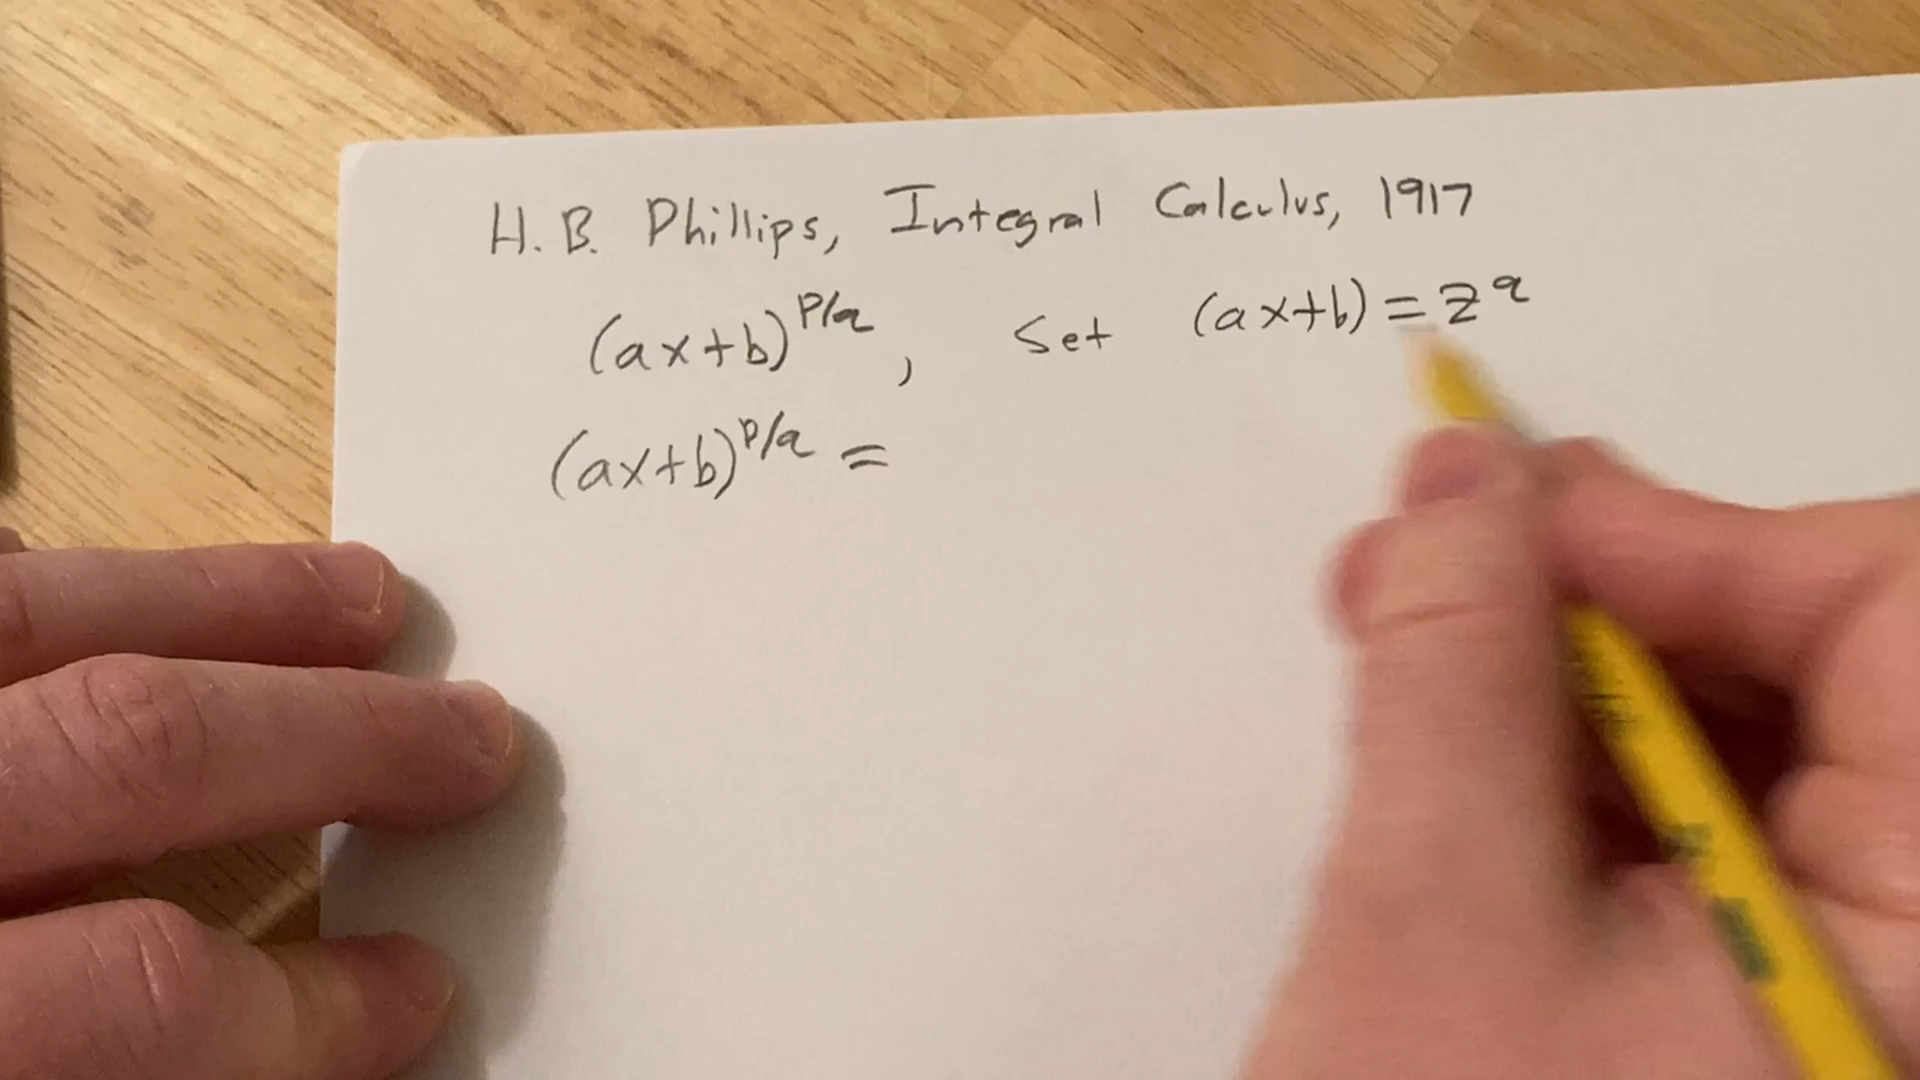 H. B. Phillips, Integral Calculus, 1917
(ax+b)^{p/q}, Set (ax+b) = z^q
(ax+b)^{p/q} =